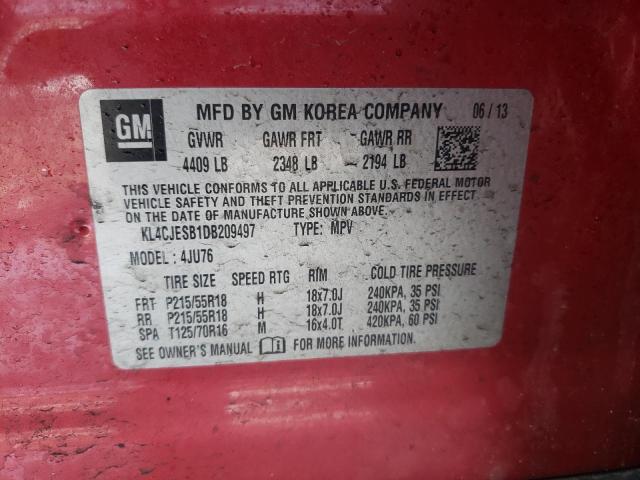 GM MFD BY GM KOREA COMPANY 06 / 13
GVWR GAWR FRT GAWR RR
4409 LB 2348 LB 2194 LB
THIS VEHICLE CONFORMS TO ALL APPLICABLE U.S. FEDERAL MOTOR
VEHICLE SAFETY AND THEFT PREVENTION STANDARDS IN EFFECT
ON THE DATE OF MANUFACTURE SHOWN ABOVE.
KL4CJESB1DB209497 TYPE: MPV
MODEL : 4JU76
TIRE SIZE SPEED RTG RIM COLD TIRE PRESSURE
FRT P215/55R18 H 18x7.0J 240KPA, 35 PSI
RR P215/55R18 H 18x7.0J 240KPA, 35 PSI
SPA T125/70R16 M 16x4.0T 420KPA, 60 PSI
SEE OWNER'S MANUAL FOR MORE INFORMATION